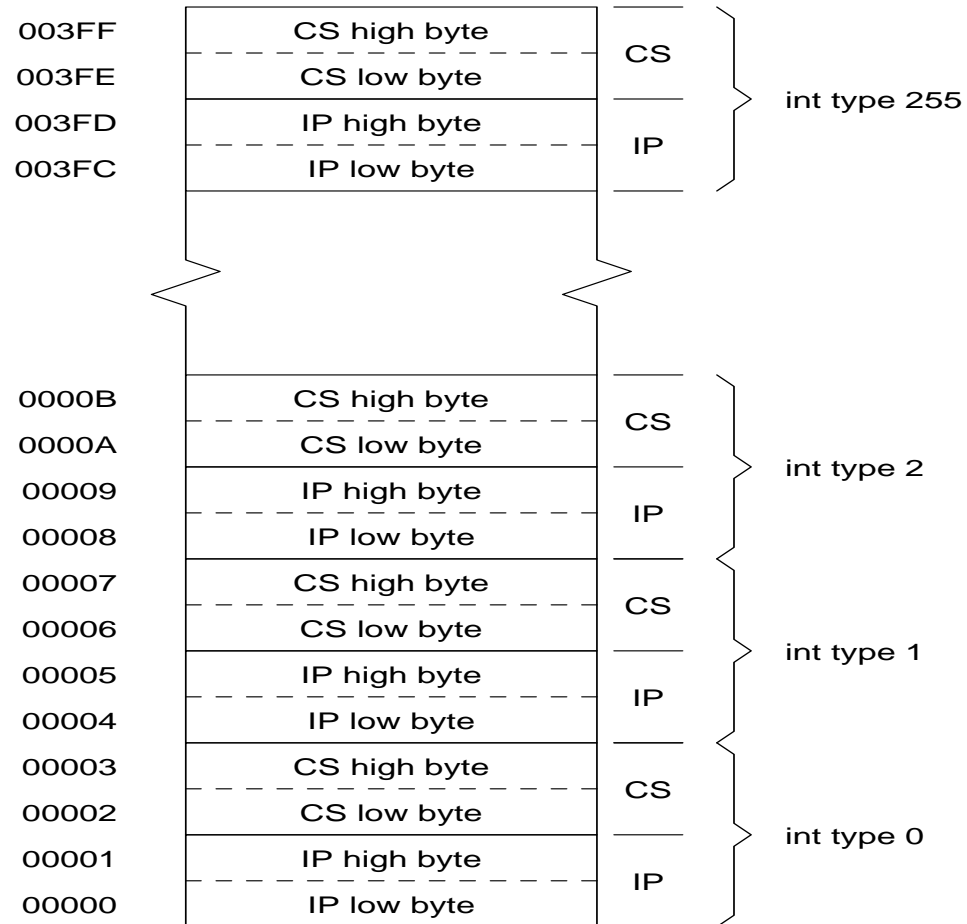 003FF CS high byte
CS
003FE CS low byte
int type 255
003FD IP high byte
IP
003FC IP low byte
0000B CS high byte
CS
0000A CS low byte
int type 2
00009 IP high byte
IP
00008 IP low byte
00007 CS high byte
CS
00006 CS low byte
int type 1
00005 IP high byte
IP
00004 IP low byte
00003 CS high byte
CS
00002 CS low byte
int type 0
00001 IP high byte
IP
00000 IP low byte